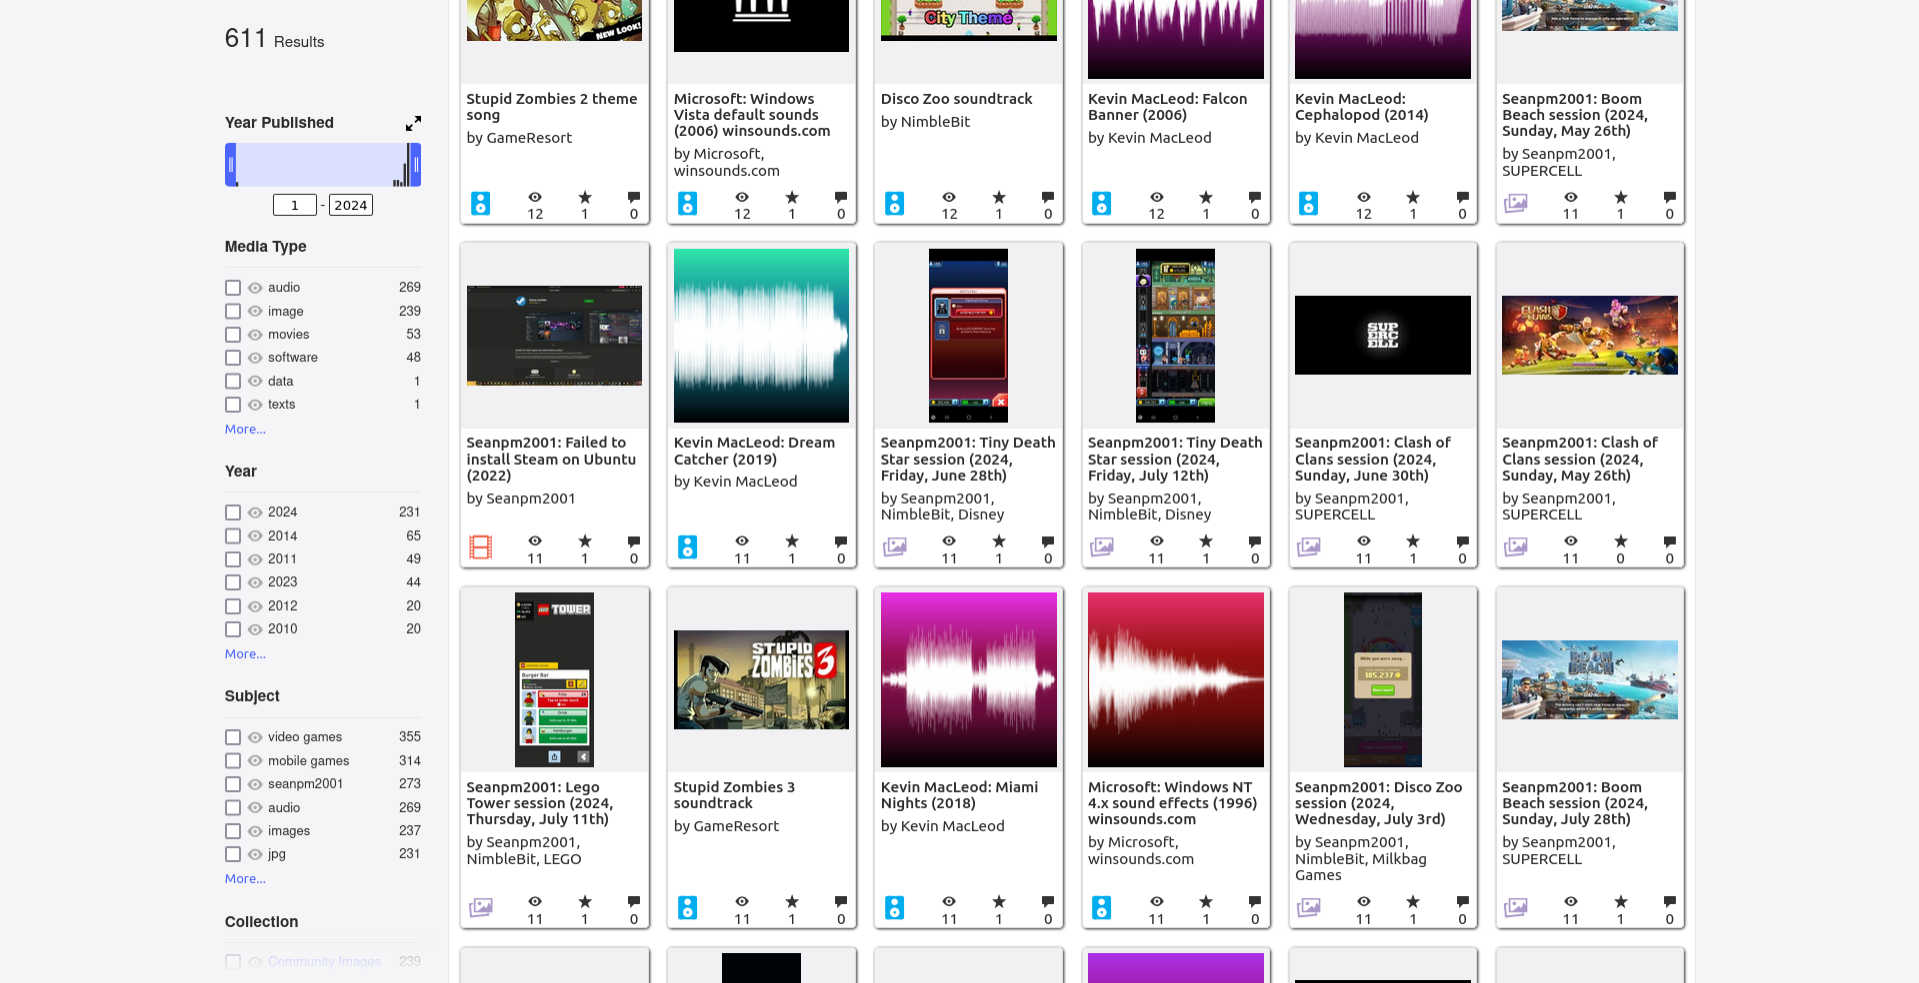 611 Results
Year Published
1 - 2024
Media Type
audio 269
image 239
movies 53
software 48
data 1
texts 1
More...
Year
2024 231
2014 65
2011 49
2023 44
2012 20
2010 20
More...
Subject
video games 355
mobile games 314
seanpm2001 273
audio 269
images 237
jpg 231
More...
Collection
Community Images 239
NEW LOOK!
Stupid Zombies 2 theme
song
by GameResort
12 1 0
Microsoft: Windows
Vista default sounds
(2006) winsounds.com
by Microsoft,
winsounds.com
12 1 0
City Theme
Disco Zoo soundtrack
by NimbleBit
12 1 0
Kevin MacLeod: Falcon
Banner (2006)
by Kevin MacLeod
12 1 0
Kevin MacLeod:
Cephalopod (2014)
by Kevin MacLeod
12 1 0
Seanpm2001: Boom
Beach session (2024,
Sunday, May 26th)
by Seanpm2001,
SUPERCELL
11 1 0
Seanpm2001: Failed to
install Steam on Ubuntu
(2022)
by Seanpm2001
11 1 0
Kevin MacLeod: Dream
Catcher (2019)
by Kevin MacLeod
11 1 0
Seanpm2001: Tiny Death
Star session (2024,
Friday, June 28th)
by Seanpm2001,
NimbleBit, Disney
11 1 0
Seanpm2001: Tiny Death
Star session (2024,
Friday, July 12th)
by Seanpm2001,
NimbleBit, Disney
11 1 0
SUP
ERC
ELL
Seanpm2001: Clash of
Clans session (2024,
Sunday, June 30th)
by Seanpm2001,
SUPERCELL
11 1 0
CLASH
CLANS
Seanpm2001: Clash of
Clans session (2024,
Sunday, May 26th)
by Seanpm2001,
SUPERCELL
11 0 0
LEGO TOWER
Burger Bar
Seanpm2001: Lego
Tower session (2024,
Thursday, July 11th)
by Seanpm2001,
NimbleBit, LEGO
11 1 0
STUPID
ZOMBIES 3
Stupid Zombies 3
soundtrack
by GameResort
11 1 0
Kevin MacLeod: Miami
Nights (2018)
by Kevin MacLeod
11 1 0
Microsoft: Windows NT
4.x sound effects (1996)
winsounds.com
by Microsoft,
winsounds.com
11 1 0
While you were away...
185,237
Seanpm2001: Disco Zoo
session (2024,
Wednesday, July 3rd)
by Seanpm2001,
NimbleBit, Milkbag
Games
11 1 0
BOOM
BEACH
Seanpm2001: Boom
Beach session (2024,
Sunday, July 28th)
by Seanpm2001,
SUPERCELL
11 1 0